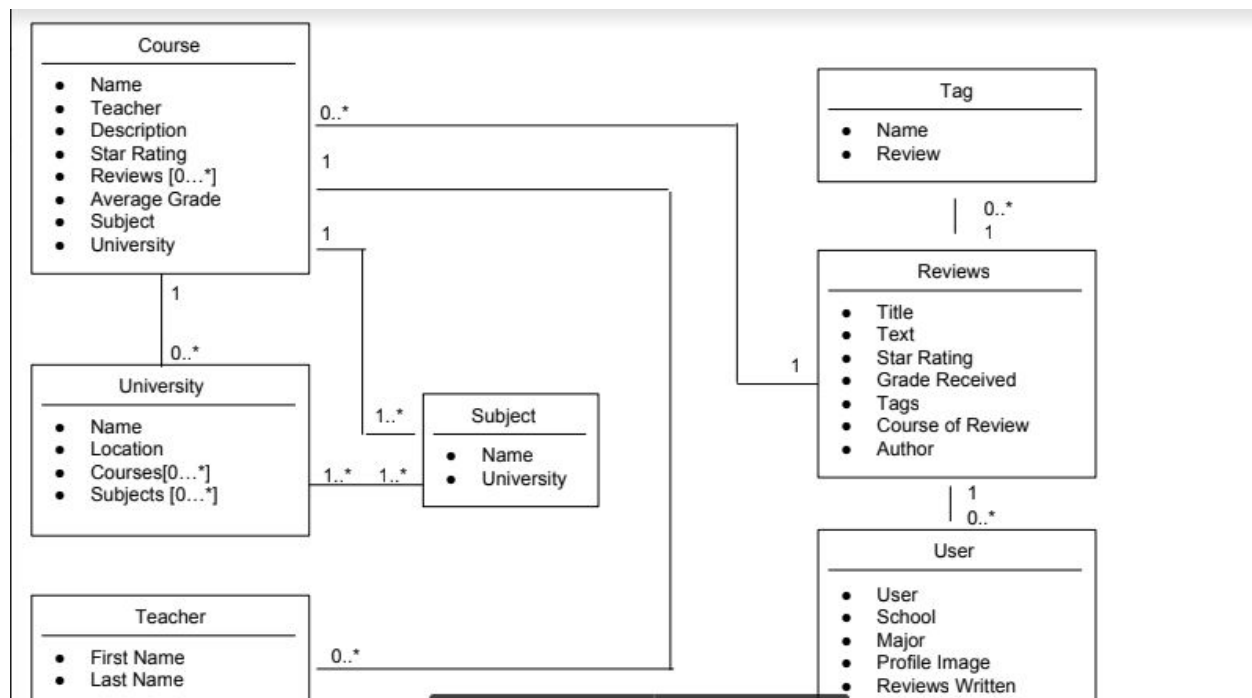 Course
● Name
● Teacher
● Description
● Star Rating
● Reviews [0...*]
● Average Grade
● Subject
● University
0..*
1
1
1
0..*
University
● Name
● Location
● Courses[0...*]
● Subjects [0...*]
1..*
1..*
1..*
Subject
● Name
● University
Teacher
● First Name
● Last Name
0..*
Tag
● Name
● Review
0..*
1
Reviews
● Title
● Text
● Star Rating
● Grade Received
● Tags
● Course of Review
● Author
1
1
0..*
User
● User
● School
● Major
● Profile Image
● Reviews Written